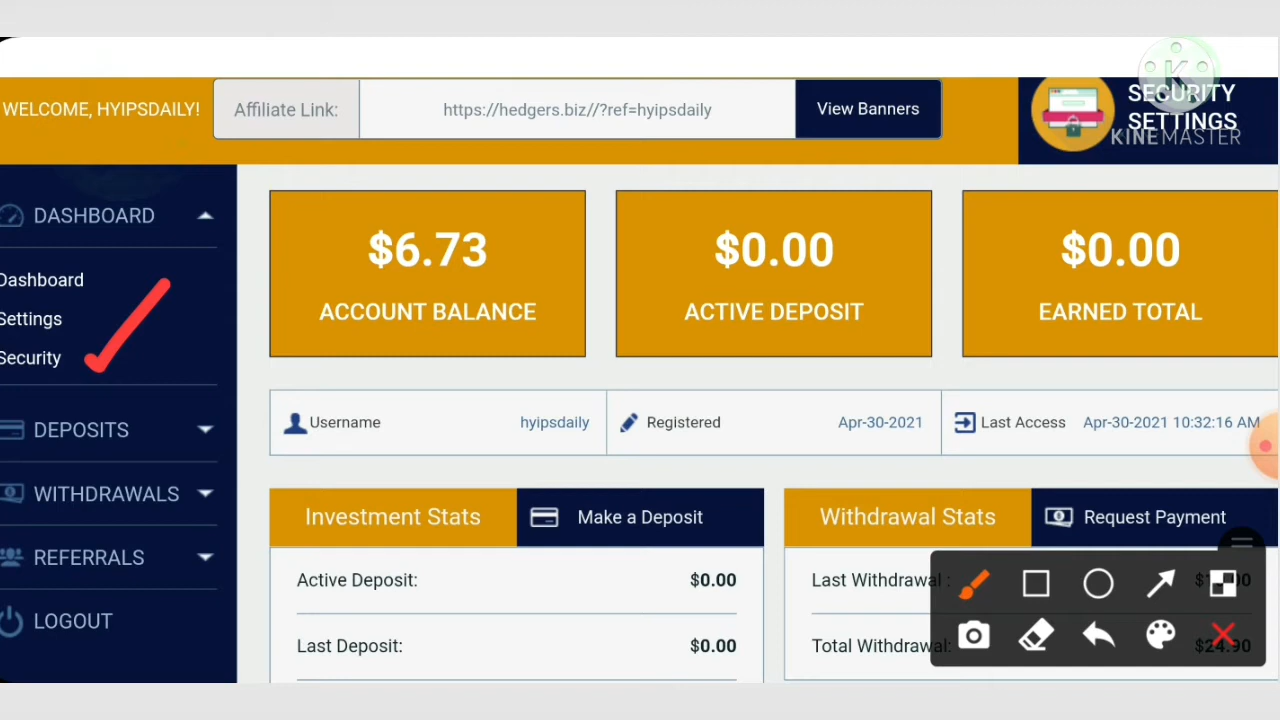 WELCOME, HYIPSDAILY!
Affiliate Link:
https://hedgers.biz//?ref=hyipsdaily
View Banners
SECURITY
SETTINGS
KINEMASTER
DASHBOARD
Dashboard
Settings
Security
DEPOSITS
WITHDRAWALS
REFERRALS
LOGOUT
$6.73
ACCOUNT BALANCE
$0.00
ACTIVE DEPOSIT
$0.00
EARNED TOTAL
Username hyipsdaily
Registered Apr-30-2021
Last Access Apr-30-2021 10:32:16 AM
Investment Stats
Make a Deposit
Active Deposit: $0.00
Last Deposit: $0.00
Withdrawal Stats
Request Payment
Last Withdrawal :
Total Withdrawal: $24.90